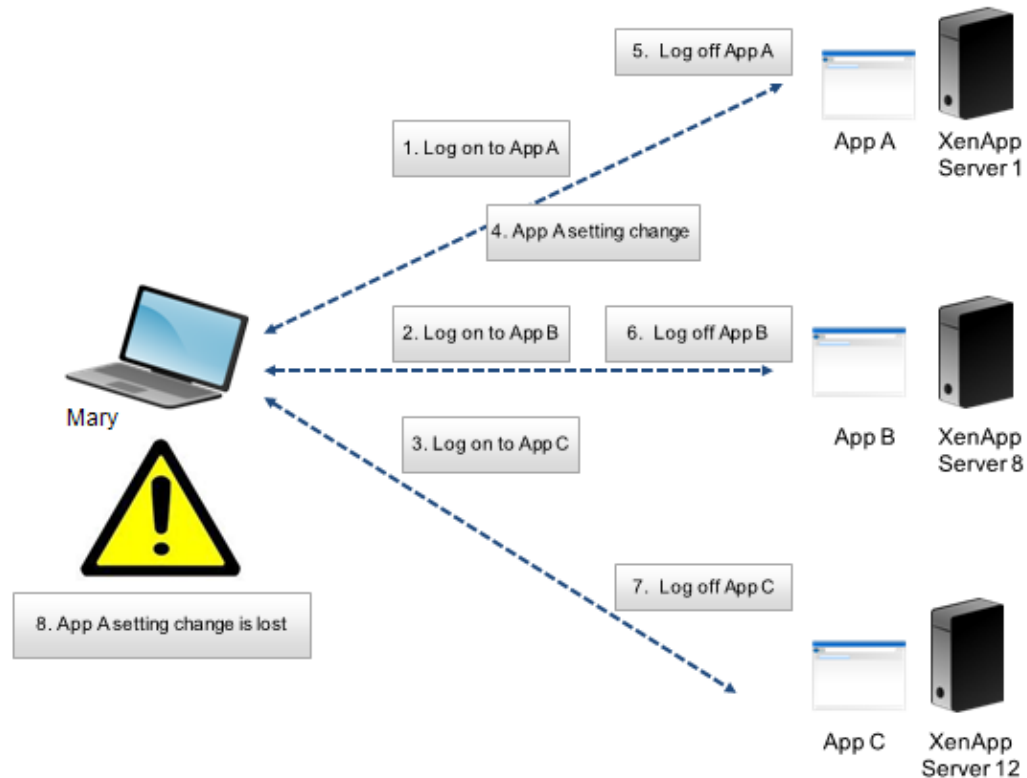 5. Log off App A
1. Log on to App A
4. App A setting change
App A
XenApp
Server 1
Mary
2. Log on to App B
6. Log off App B
3. Log on to App C
App B
XenApp
Server 8
7. Log off App C
8. App A setting change is lost
App C
XenApp
Server 12